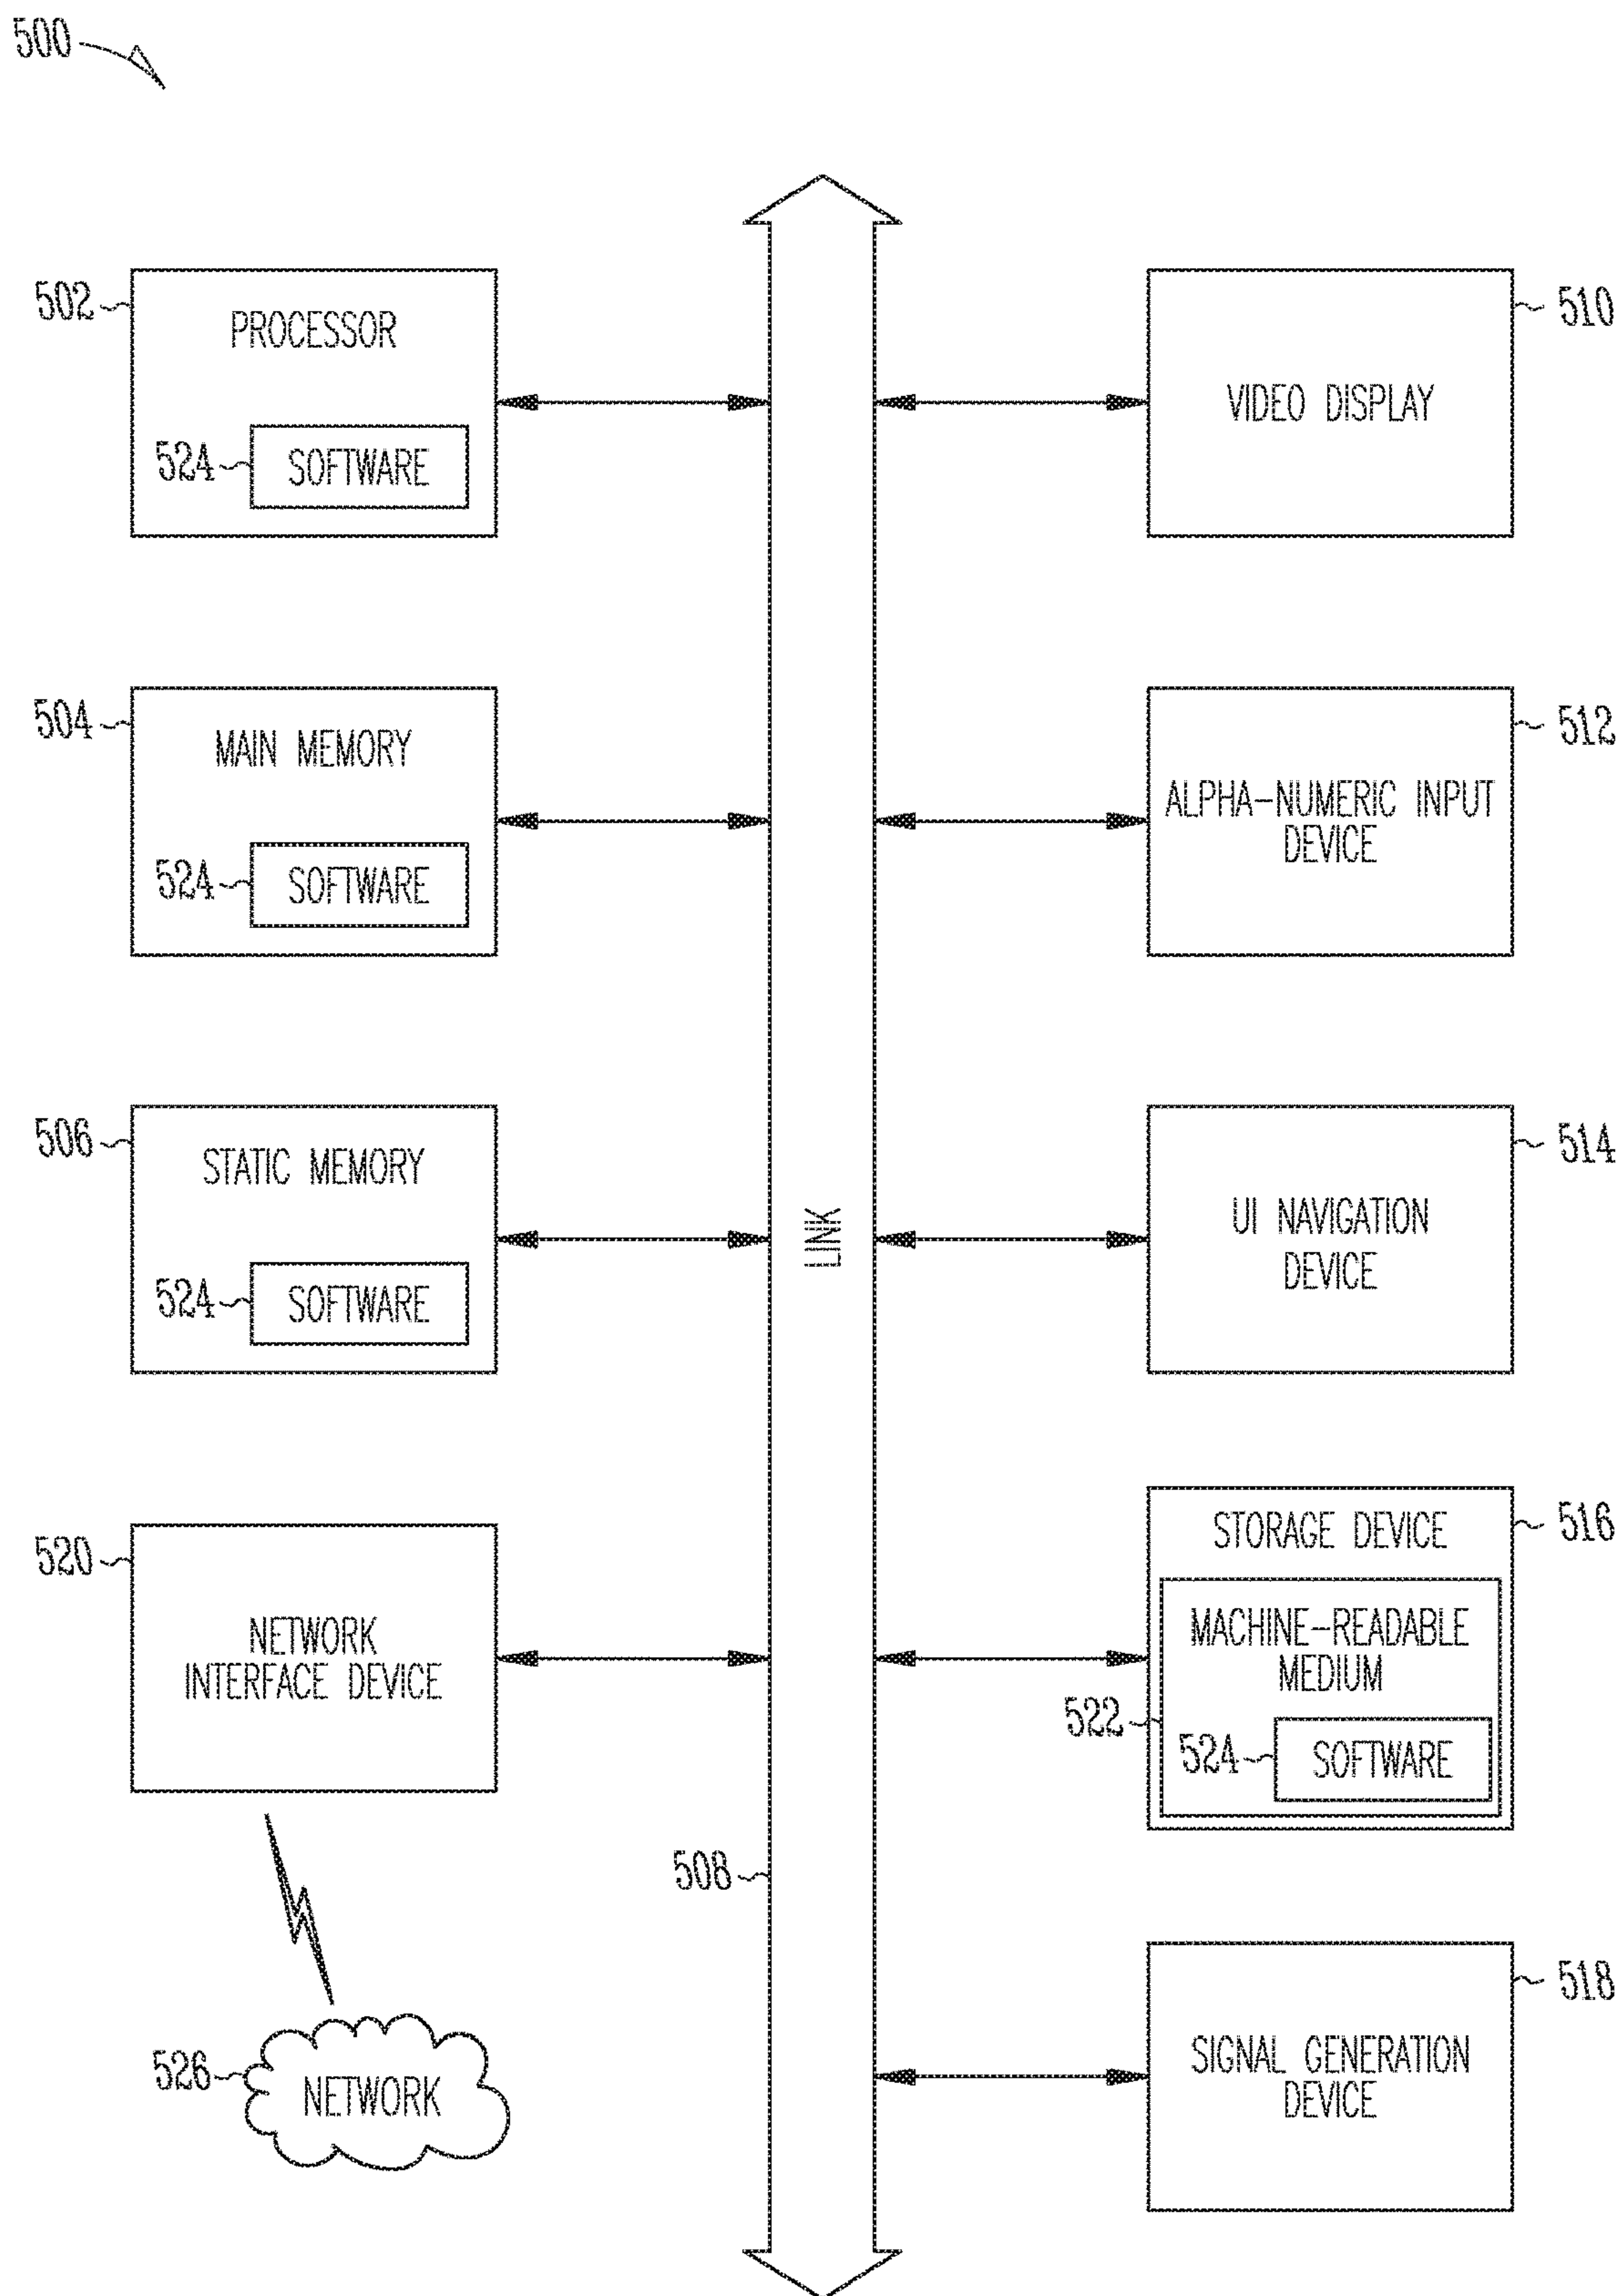 500
502
PROCESSOR
524
SOFTWARE
504
MAIN MEMORY
524
SOFTWARE
506
STATIC MEMORY
524
SOFTWARE
520
NETWORK
INTERFACE DEVICE
526
NETWORK
LINK
508
510
VIDEO DISPLAY
512
ALPHA-NUMERIC INPUT
DEVICE
514
UI NAVIGATION
DEVICE
516
STORAGE DEVICE
MACHINE-READABLE
MEDIUM
522
524
SOFTWARE
518
SIGNAL GENERATION
DEVICE